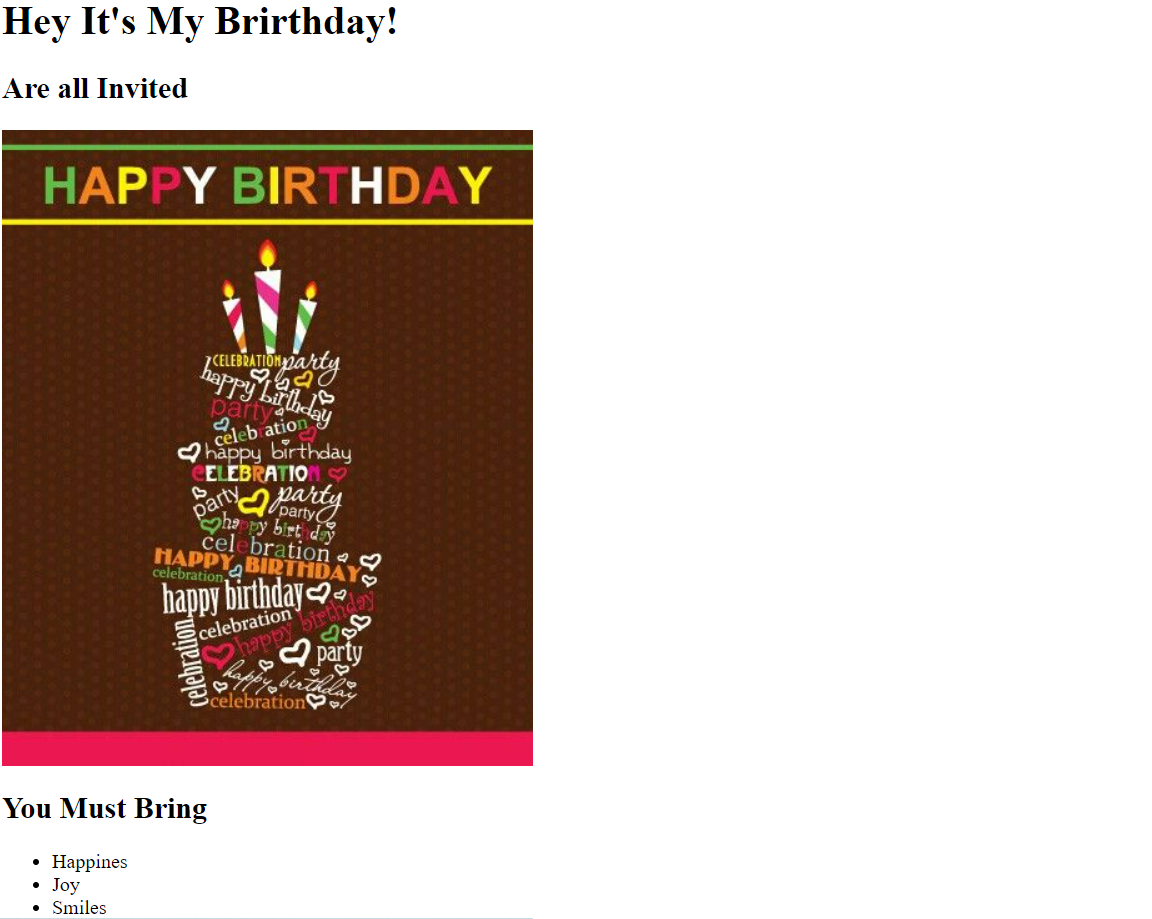 Hey It's My Brirthday!
Are all Invited
HAPPY BIRTHDAY
CELEBRATION party
happy birthday
party
celebration
happy birthday
CELEBRATION
party party
party
happy birthday
celebration
HAPPY BIRTHDAY
celebration
happy birthday
celebration happy birthday
celebration
party
happy birthday
celebration
You Must Bring
Happines
Joy
Smiles